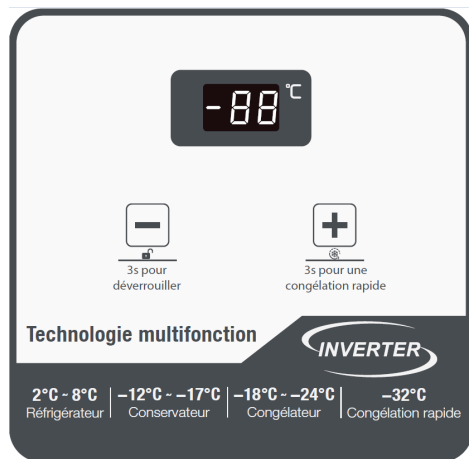 -88 °C
3s pour
déverrouiller
3s pour une
congélation rapide
Technologie multifonction
INVERTER
2°C ~ 8°C
Réfrigérateur
–12°C ~ –17°C
Conservateur
–18°C ~ –24°C
Congélateur
–32°C
Congélation rapide